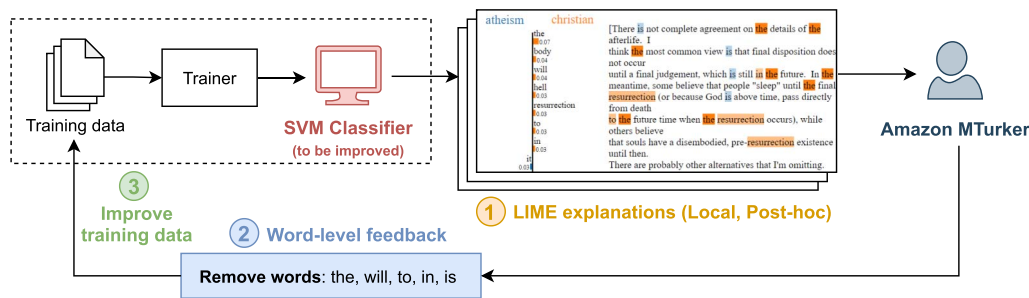 Training data
Trainer
SVM Classifier
(to be improved)
atheism christian
the
0.07
body
0.04
will
0.04
hell
0.03
resurrection
0.03
to
0.03
in
0.03
it
0.03
[There is not complete agreement on the details of the
afterlife. I
think the most common view is that final disposition does
not occur
until a final judgement, which is still in the future. In the
meantime, some believe that people "sleep" until the final
resurrection (or because God is above time, pass directly
from death
to the future time when the resurrection occurs), while
others believe
that souls have a disembodied, pre-resurrection existence
until then.
There are probably other alternatives that I'm omitting.
Amazon MTurker
1 LIME explanations (Local, Post-hoc)
2 Word-level feedback
Remove words: the, will, to, in, is
3
Improve
training data